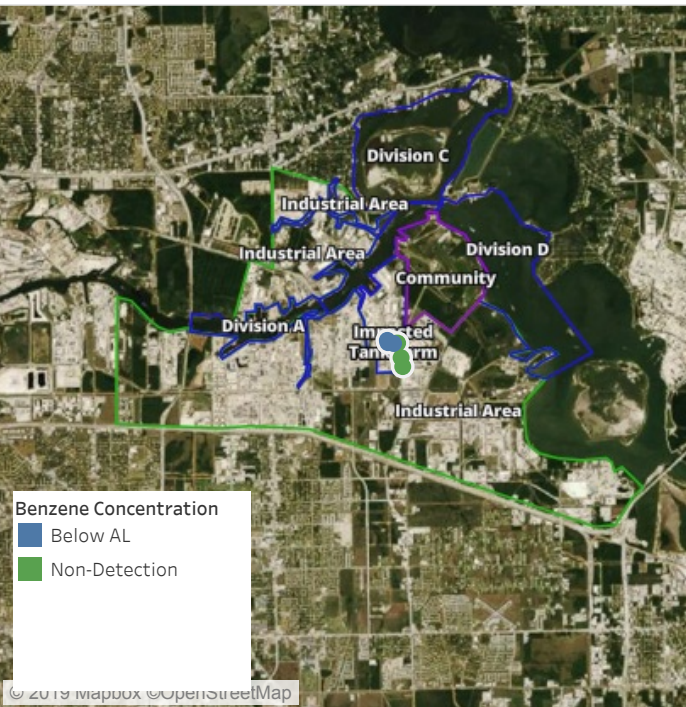 Division C
Industrial Area
Industrial Area
Division D
Community
Division A
Impacted
Tank Farm
Industrial Area
Benzene Concentration
Below AL
Non-Detection
© 2019 Mapbox ©OpenStreetMap